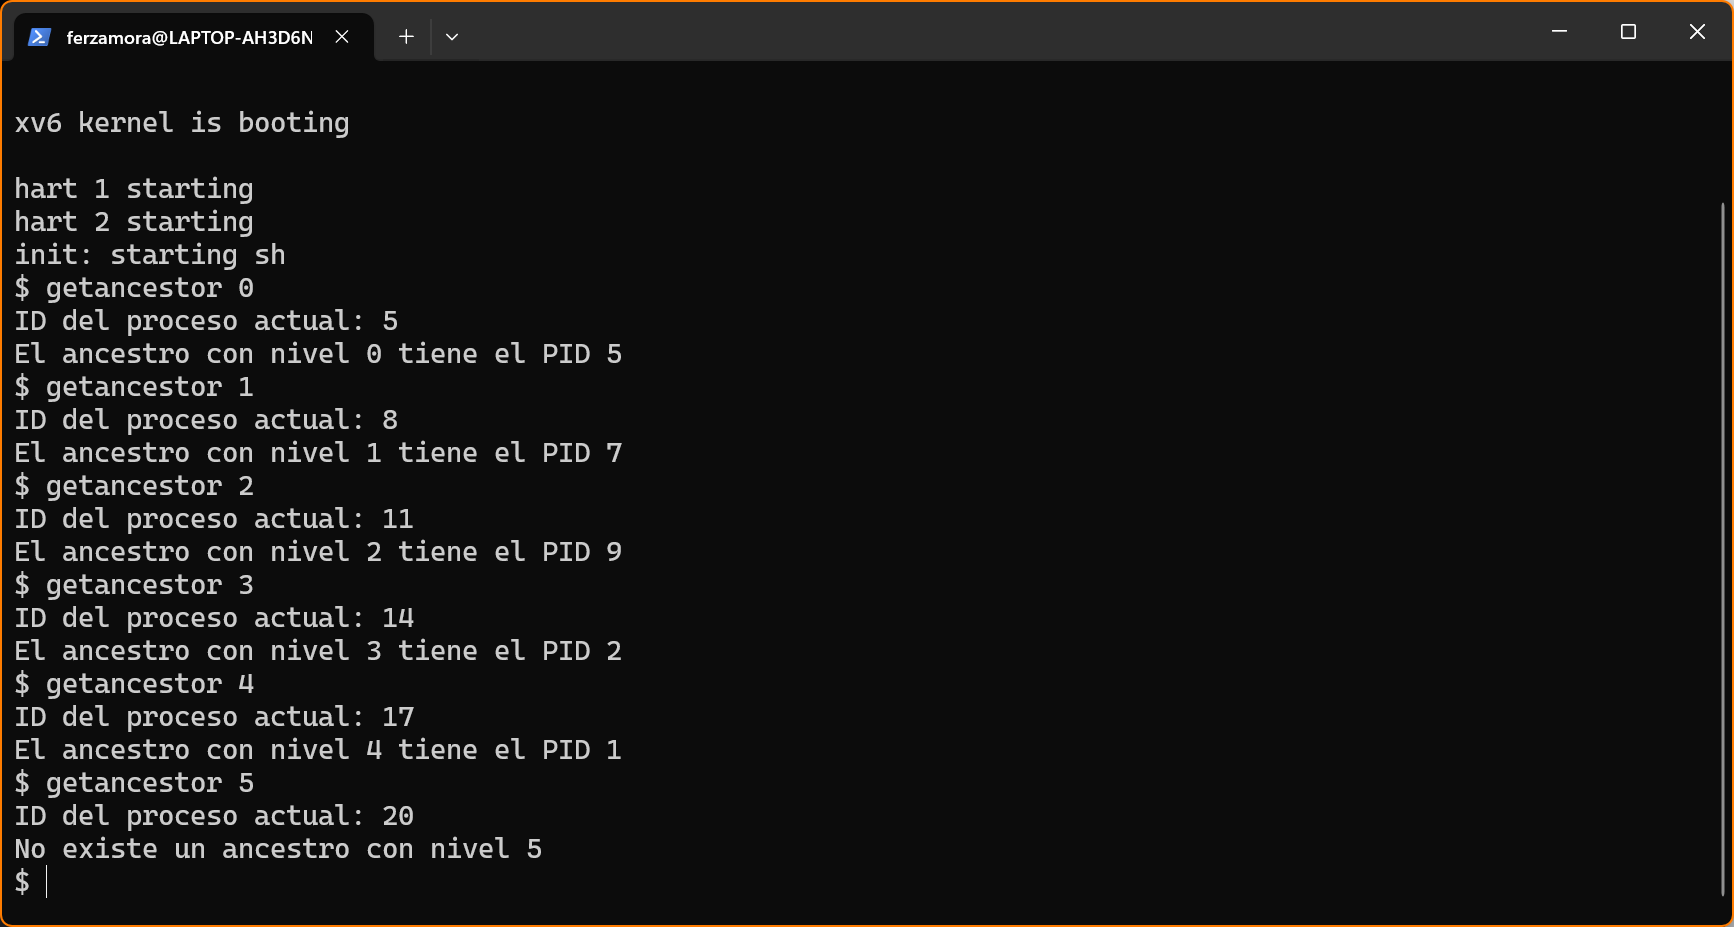 ferzamora@LAPTOP-AH3D6N
xv6 kernel is booting
hart 1 starting
hart 2 starting
init: starting sh
$ getancestor 0
ID del proceso actual: 5
El ancestro con nivel 0 tiene el PID 5
$ getancestor 1
ID del proceso actual: 8
El ancestro con nivel 1 tiene el PID 7
$ getancestor 2
ID del proceso actual: 11
El ancestro con nivel 2 tiene el PID 9
$ getancestor 3
ID del proceso actual: 14
El ancestro con nivel 3 tiene el PID 2
$ getancestor 4
ID del proceso actual: 17
El ancestro con nivel 4 tiene el PID 1
$ getancestor 5
ID del proceso actual: 20
No existe un ancestro con nivel 5
$